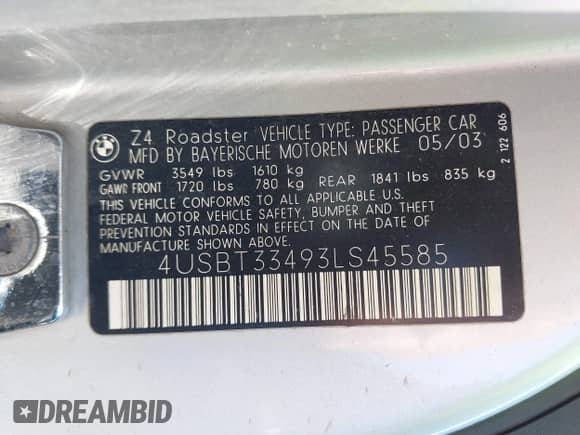 BMW
Z4 Roadster VEHICLE TYPE: PASSENGER CAR
MFD BY BAYERISCHE MOTOREN WERKE 05/03
GVWR 3549 lbs 1610 kg
GAWR FRONT 1720 lbs 780 kg REAR 1841 lbs 835 kg
THIS VEHICLE CONFORMS TO ALL APPLICABLE U.S.
FEDERAL MOTOR VEHICLE SAFETY, BUMPER AND THEFT
PREVENTION STANDARDS IN EFFECT ON THE DATE OF
MANUFACTURE SHOWN ABOVE.
4USBT33493LS45585
2 122 606
DREAMBID